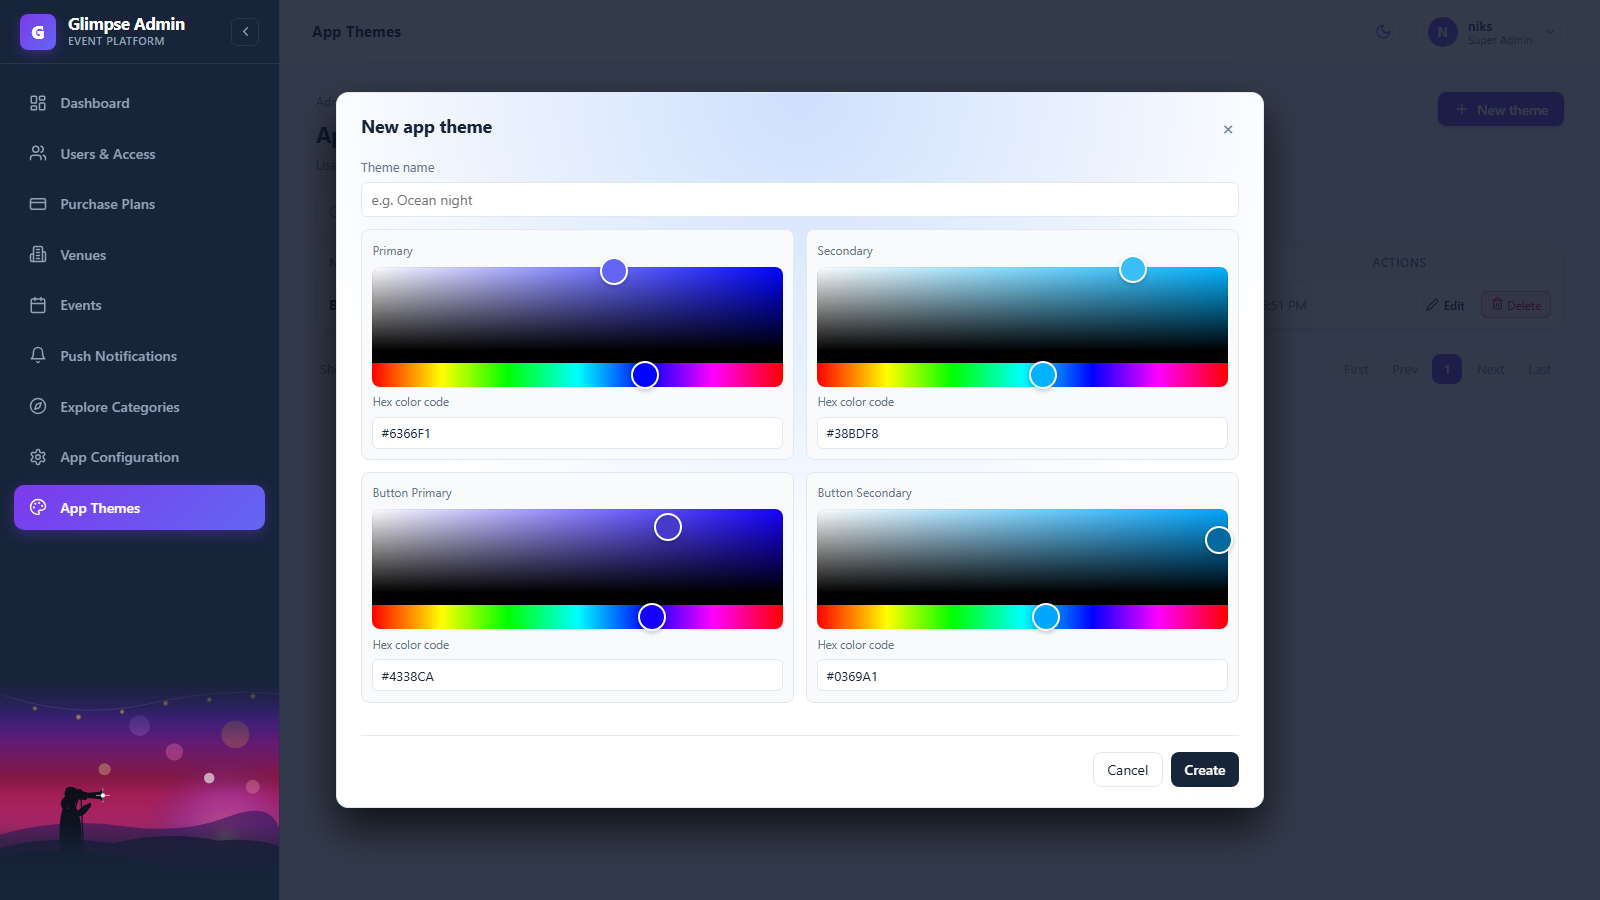 G
Glimpse Admin
EVENT PLATFORM
Dashboard
Users & Access
Purchase Plans
Venues
Events
Push Notifications
Explore Categories
App Configuration
App Themes
App Themes
N
niks
Super Admin
New theme
New app theme
×
Theme name
e.g. Ocean night
Primary
Hex color code
#6366F1
Secondary
Hex color code
#38BDF8
Button Primary
Hex color code
#4338CA
Button Secondary
Hex color code
#0369A1
Cancel
Create
ACTIONS
:51 PM
Edit
Delete
First
Prev
1
Next
Last